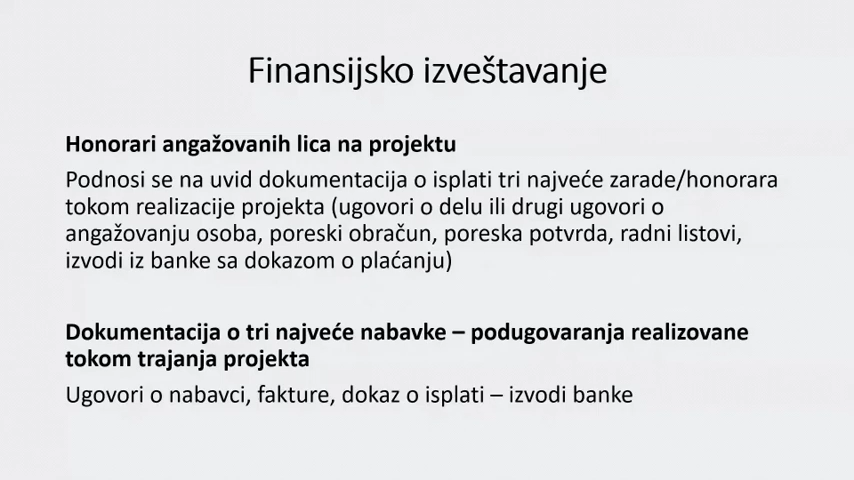 Finansijsko izveštavanje
Honorari angažovanih lica na projektu
Podnosi se na uvid dokumentacija o isplati tri najveće zarade/honorara
tokom realizacije projekta (ugovori o delu ili drugi ugovori o
angažovanju osoba, poreski obračun, poreska potvrda, radni listovi,
izvodi iz banke sa dokazom o plaćanju)
Dokumentacija o tri najveće nabavke – podugovaranja realizovane
tokom trajanja projekta
Ugovori o nabavci, fakture, dokaz o isplati – izvodi banke